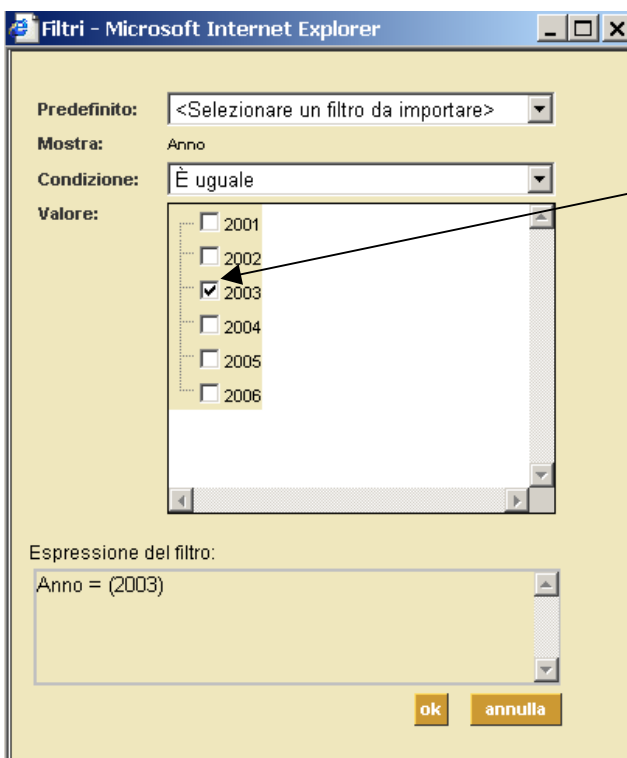 Filtri - Microsoft Internet Explorer
Predefinito: <Selezionare un filtro da importare>
Mostra: Anno
Condizione: È uguale
Valore:
2001
2002
2003
2004
2005
2006
Espressione del filtro:
Anno = (2003)
ok annulla